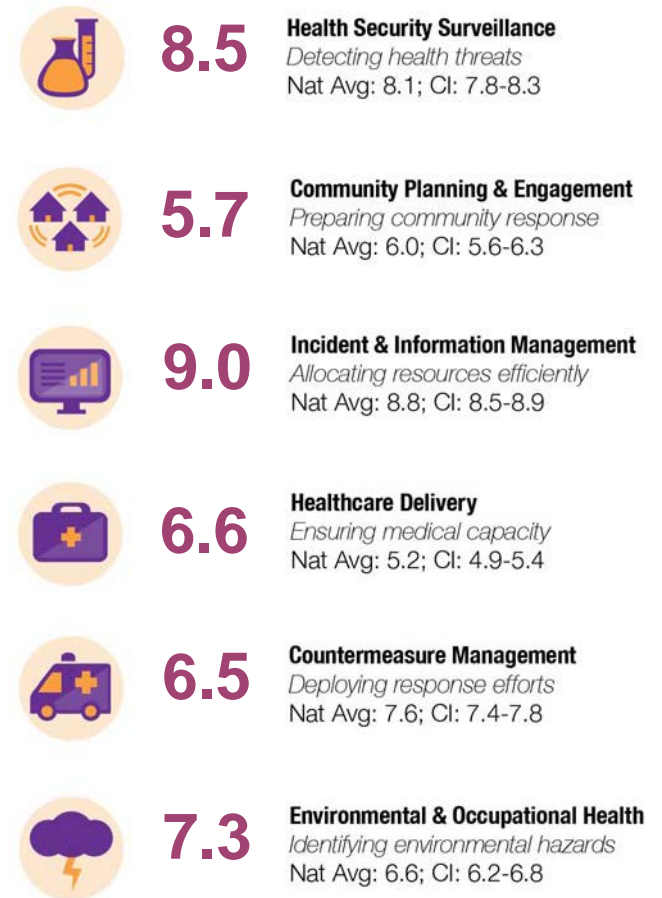 8.5
Health Security Surveillance
Detecting health threats
Nat Avg: 8.1; CI: 7.8-8.3
5.7
Community Planning & Engagement
Preparing community response
Nat Avg: 6.0; CI: 5.6-6.3
9.0
Incident & Information Management
Allocating resources efficiently
Nat Avg: 8.8; CI: 8.5-8.9
6.6
Healthcare Delivery
Ensuring medical capacity
Nat Avg: 5.2; CI: 4.9-5.4
6.5
Countermeasure Management
Deploying response efforts
Nat Avg: 7.6; CI: 7.4-7.8
7.3
Environmental & Occupational Health
Identifying environmental hazards
Nat Avg: 6.6; CI: 6.2-6.8